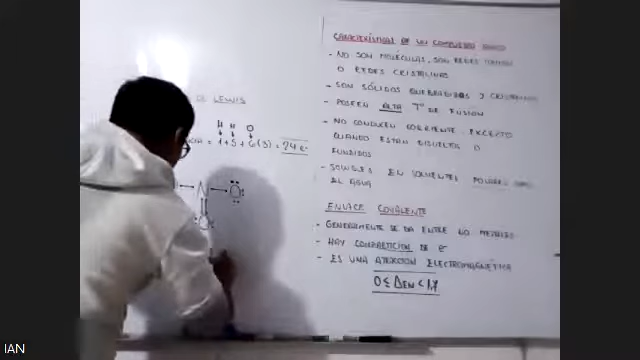 DE LEWIS
H H O
= 1 + 5 + 6(3) = 24 e⁻
N → O
O
CARACTERÍSTICAS DE UN COMPUESTO IÓNICO
- NO SON MOLÉCULAS, SON REDES
O REDES CRISTALINAS
- SON SÓLIDOS QUEBRADIZOS Y CRISTALINOS
- POSEEN ALTA Tº DE FUSIÓN
- NO CONDUCEN CORRIENTE, EXCEPTO
CUANDO ESTÁN DISUELTOS O
FUNDIDOS
- SOLUBLES EN SOLVENTES POLARES
EL AGUA
ENLACE COVALENTE
- GENERALMENTE SE DA ENTRE NO METALES
- HAY COMPARTICIÓN DE e⁻
- ES UNA ATRACCIÓN ELECTROMAGNÉTICA
0 ≤ ΔEN < 1,7
IAN